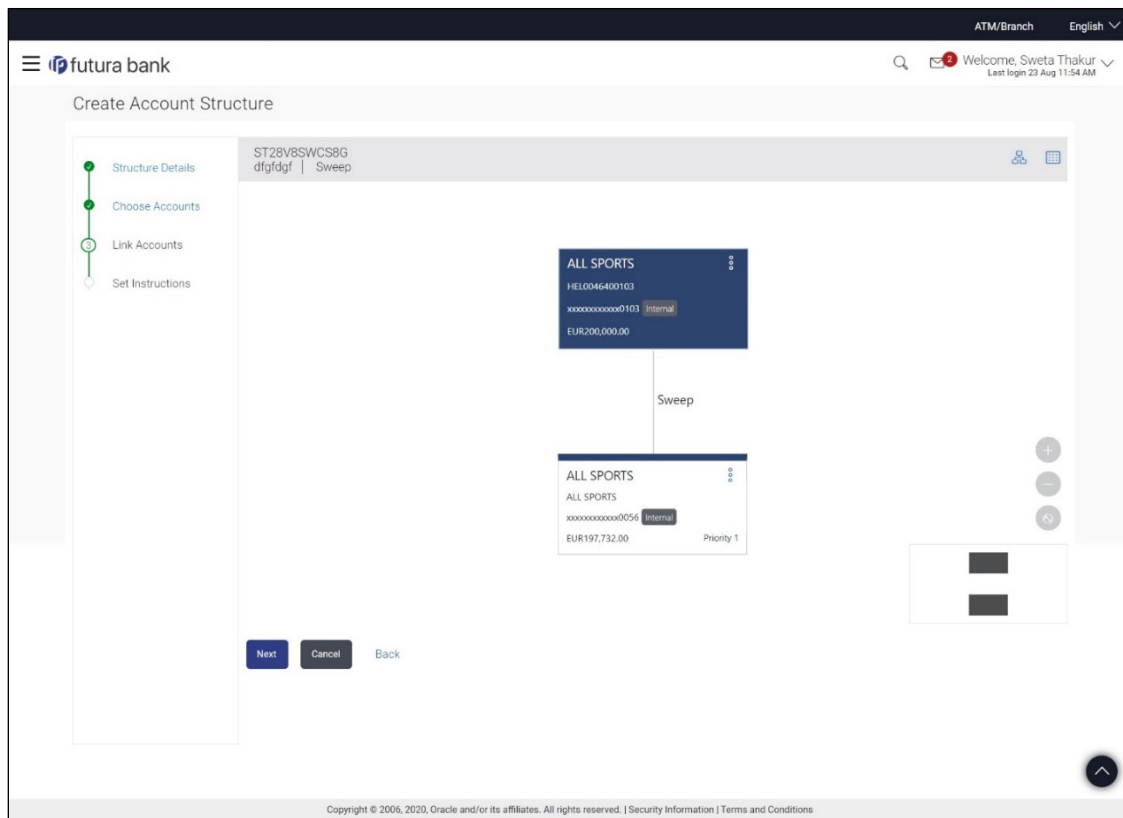 ATM/Branch English
futura bank
2 Welcome, Sweta Thakur
Last login 23 Aug 11:54 AM
Create Account Structure
Structure Details
Choose Accounts
3 Link Accounts
Set Instructions
ST28V8SWCS8G
dfgfdgf | Sweep
ALL SPORTS
HEL0046400103
xxxxxxxxxxxx0103 Internal
EUR200,000.00
Sweep
ALL SPORTS
ALL SPORTS
xxxxxxxxxxxx0056 Internal
EUR197,732.00 Priority 1
Next Cancel Back
Copyright © 2006, 2020, Oracle and/or its affiliates. All rights reserved. | Security Information | Terms and Conditions